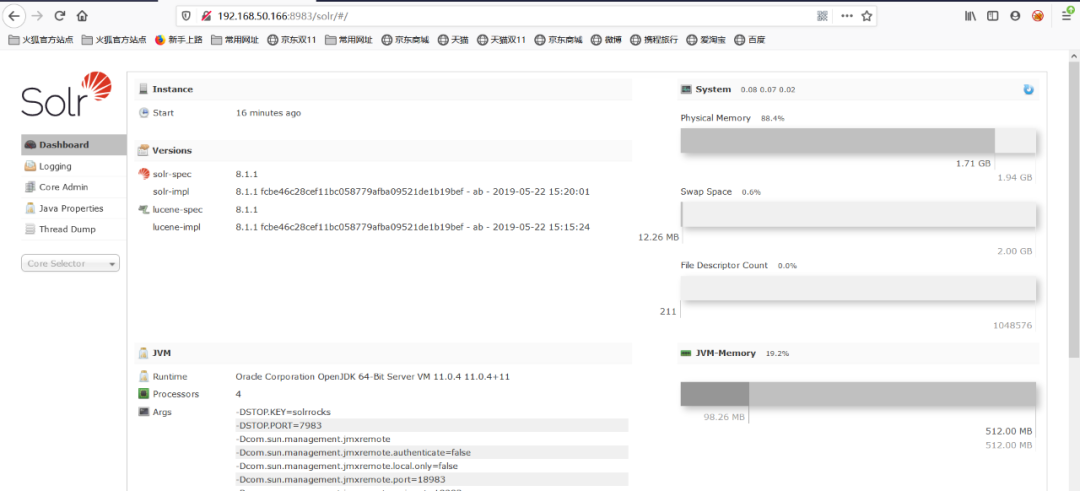 192.168.50.166:8983/solr/#/
火狐官方站点 火狐官方站点 新手上路 常用网址 京东双11 常用网址 京东商城 天猫 天猫双11 京东商城 微博 携程旅行 爱淘宝 百度
Solr
Dashboard
Logging
Core Admin
Java Properties
Thread Dump
Core Selector
Instance
Start 16 minutes ago
Versions
solr-spec 8.1.1
solr-impl 8.1.1 fcbe46c28cef11bc058779afba09521de1b19bef - ab - 2019-05-22 15:20:01
lucene-spec 8.1.1
lucene-impl 8.1.1 fcbe46c28cef11bc058779afba09521de1b19bef - ab - 2019-05-22 15:15:24
System 0.08 0.07 0.02
Physical Memory 88.4%
1.71 GB
1.94 GB
Swap Space 0.6%
12.26 MB
2.00 GB
File Descriptor Count 0.0%
211
1048576
JVM
Runtime Oracle Corporation OpenJDK 64-Bit Server VM 11.0.4 11.0.4+11
Processors 4
Args -DSTOP.KEY=solrrocks
-DSTOP.PORT=7983
-Dcom.sun.management.jmxremote
-Dcom.sun.management.jmxremote.authenticate=false
-Dcom.sun.management.jmxremote.local.only=false
-Dcom.sun.management.jmxremote.port=18983
JVM-Memory 19.2%
98.26 MB
512.00 MB
512.00 MB